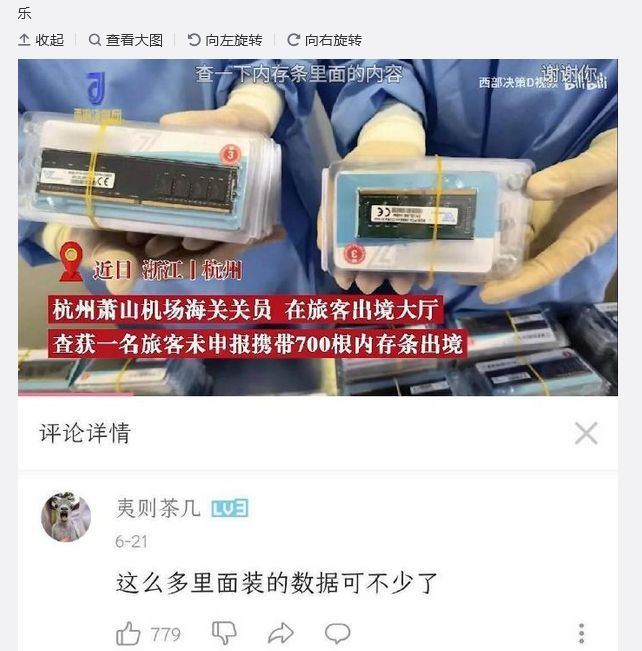 乐
收起 查看大图 向左旋转 向右旋转
查一下内存条里面的内容 谢谢你
西部决策D视频 bilibili
近日 浙江丨杭州
杭州萧山机场海关关员 在旅客出境大厅
查获一名旅客未申报携带700根内存条出境
评论详情
夷则茶几 LV3
6-21
这么多里面装的数据可不少了
779